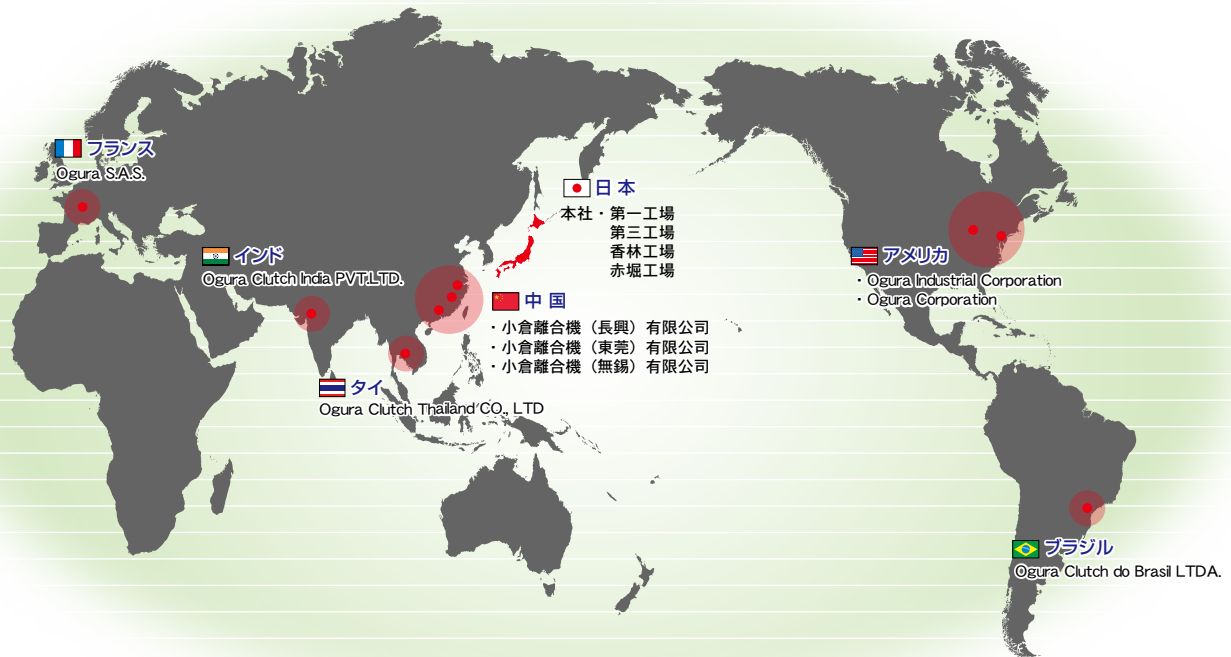 フランス
Ogura S.A.S.
インド
Ogura Clutch India PVT.LTD.
タイ
Ogura Clutch Thailand CO., LTD
日 本
本社・第一工場
第三工場
香林工場
赤堀工場
中 国
・小倉離合機（長興）有限公司
・小倉離合機（東莞）有限公司
・小倉離合機（無錫）有限公司
アメリカ
・Ogura Industrial Corporation
・Ogura Corporation
ブラジル
Ogura Clutch do Brasil LTDA.